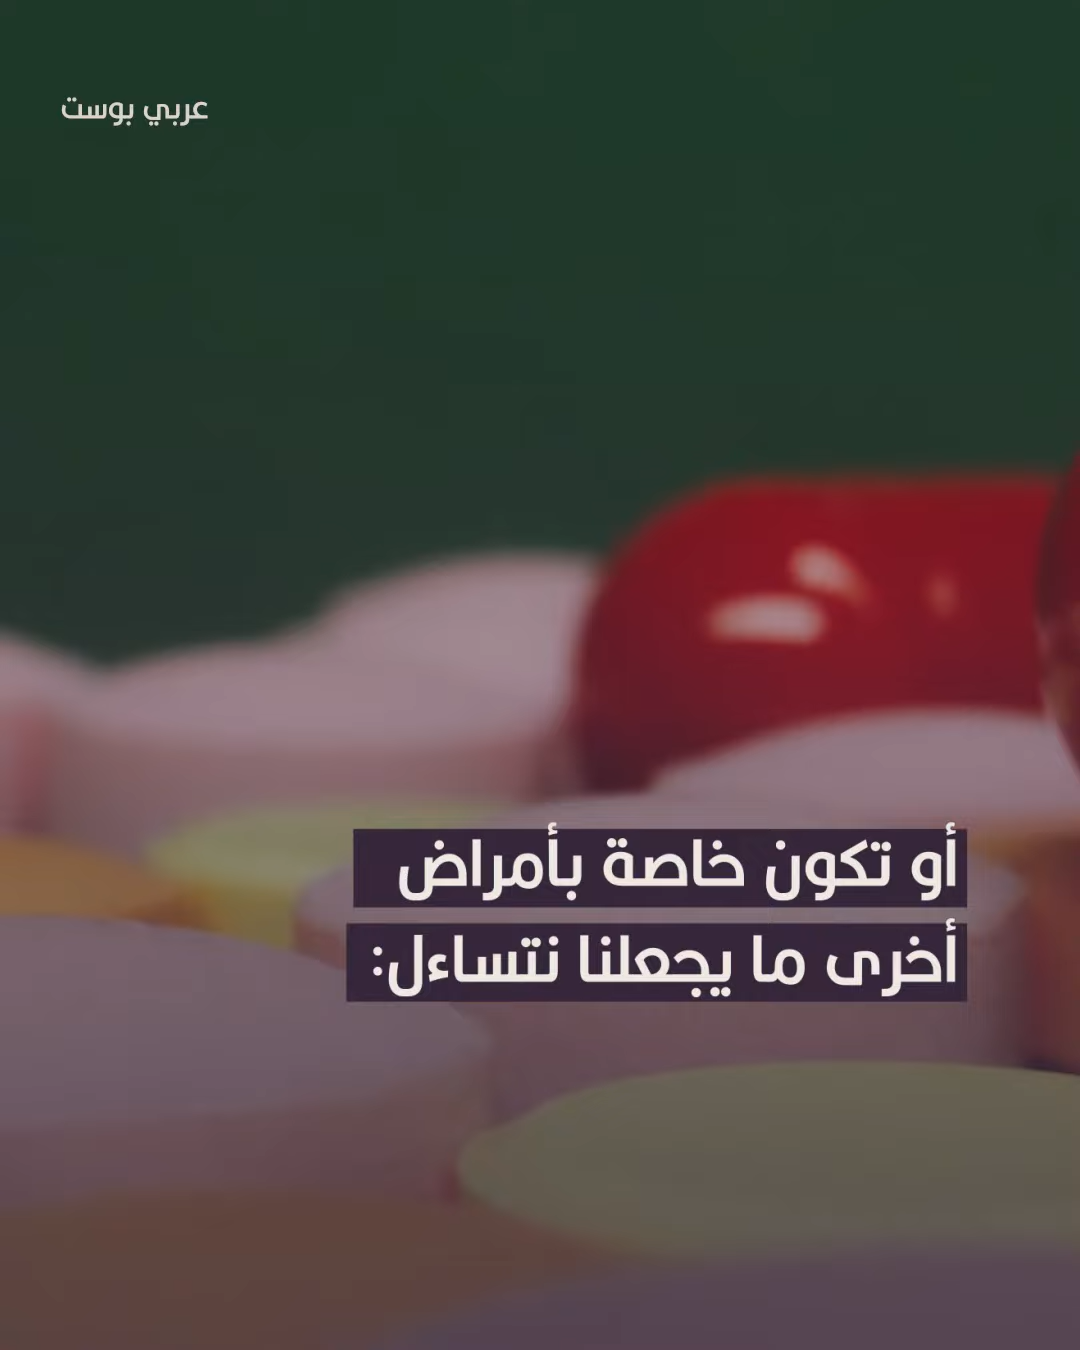 عربي بوست
أو تكون خاصة بأمراض
أخرى ما يجعلنا نتساءل: